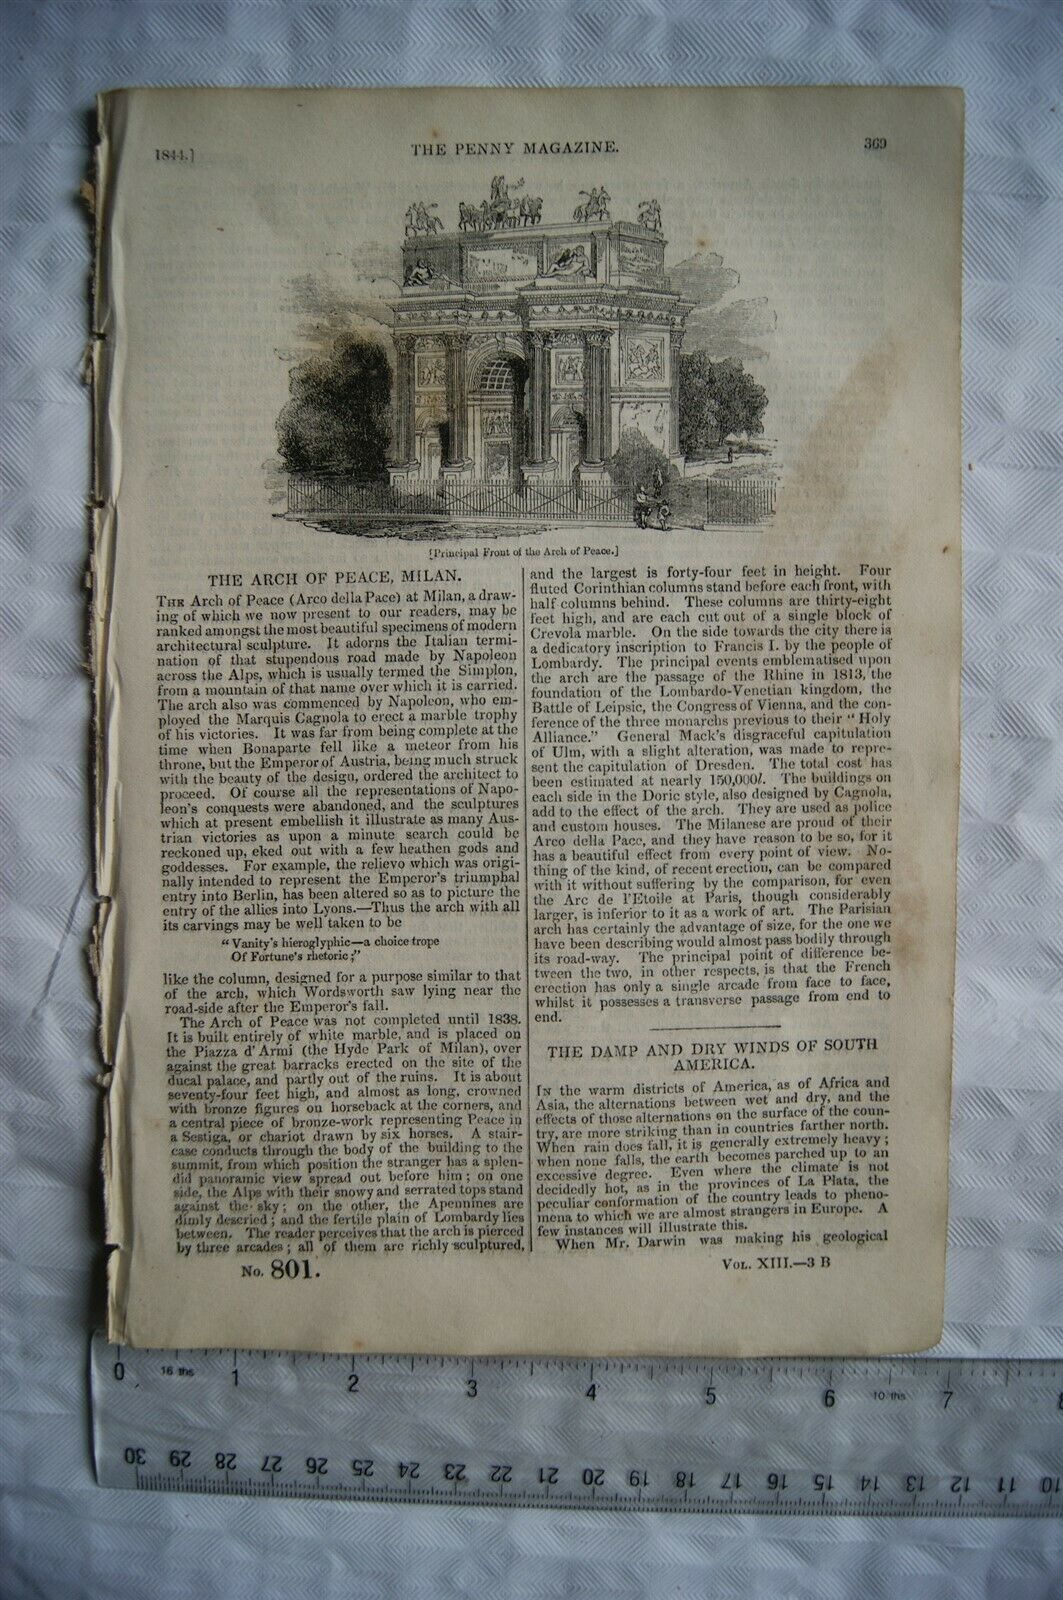 1844.]
THE PENNY MAGAZINE.
369
[Principal Front of the Arch of Peace.]
THE ARCH OF PEACE, MILAN.
THE Arch of Peace (Arco della Pace) at Milan, a draw-
ing of which we now present to our readers, may be
ranked amongst the most beautiful specimens of modern
architectural sculpture. It adorns the Italian termi-
nation of that stupendous road made by Napoleon
across the Alps, which is usually termed the Simplon,
from a mountain of that name over which it is carried.
The arch also was commenced by Napoleon, who em-
ployed the Marquis Cagnola to erect a marble trophy
of his victories. It was far from being complete at the
time when Bonaparte fell like a meteor from his
throne, but the Emperor of Austria, being much struck
with the beauty of the design, ordered the architect to
proceed. Of course all the representations of Napo-
leon's conquests were abandoned, and the sculptures
which at present embellish it illustrate as many Aus-
trian victories as upon a minute search could be
reckoned up, eked out with a few heathen gods and
goddesses. For example, the relievo which was origi-
nally intended to represent the Emperor's triumphal
entry into Berlin, has been altered so as to picture the
entry of the allies into Lyons.—Thus the arch with all
its carvings may be well taken to be
"Vanity's hieroglyphic—a choice trope
Of Fortune's rhetoric;"
like the column, designed for a purpose similar to that
of the arch, which Wordsworth saw lying near the
road-side after the Emperor's fall.
The Arch of Peace was not completed until 1838.
It is built entirely of white marble, and is placed on
the Piazza d' Armi (the Hyde Park of Milan), over
against the great barracks erected on the site of the
ducal palace, and partly out of the ruins. It is about
seventy-four feet high, and almost as long, crowned
with bronze figures on horseback at the corners, and
a central piece of bronze-work representing Peace in
a Sestiga, or chariot drawn by six horses. A stair-
case conducts through the body of the building to the
summit, from which position the stranger has a splen-
did panoramic view spread out before him; on one
side, the Alps with their snowy and serrated tops stand
against the sky; on the other, the Apennines are
dimly descried; and the fertile plain of Lombardy lies
between. The reader perceives that the arch is pierced
by three arcades; all of them are richly sculptured,
and the largest is forty-four feet in height. Four
fluted Corinthian columns stand before each front, with
half columns behind. These columns are thirty-eight
feet high, and are each cut out of a single block of
Crevola marble. On the side towards the city there is
a dedicatory inscription to Francis I. by the people of
Lombardy. The principal events emblematised upon
the arch are the passage of the Rhine in 1813, the
foundation of the Lombardo-Venetian kingdom, the
Battle of Leipsic, the Congress of Vienna, and the con-
ference of the three monarchs previous to their "Holy
Alliance." General Mack's disgraceful capitulation
of Ulm, with a slight alteration, was made to repre-
sent the capitulation of Dresden. The total cost has
been estimated at nearly 150,000l. The buildings on
each side in the Doric style, also designed by Cagnola,
add to the effect of the arch. They are used as police
and custom houses. The Milanese are proud of their
Arco della Pace, and they have reason to be so, for it
has a beautiful effect from every point of view. No-
thing of the kind, of recent erection, can be compared
with it without suffering by the comparison, for even
the Arc de l'Etoile at Paris, though considerably
larger, is inferior to it as a work of art. The Parisian
arch has certainly the advantage of size, for the one we
have been describing would almost pass bodily through
its road-way. The principal point of difference be-
tween the two, in other respects, is that the French
erection has only a single arcade from face to face,
whilst it possesses a transverse passage from end to
end.
THE DAMP AND DRY WINDS OF SOUTH
AMERICA.
IN the warm districts of America, as of Africa and
Asia, the alternations between wet and dry, and the
effects of those alternations on the surface of the coun-
try, are more striking than in countries farther north.
When rain does fall, it is generally extremely heavy;
when none falls, the earth becomes parched up to an
excessive degree. Even where the climate is not
decidedly hot, as in the provinces of La Plata, the
peculiar conformation of the country leads to pheno-
mena to which we are almost strangers in Europe. A
few instances will illustrate this.
When Mr. Darwin was making his geological
No. 801.
VOL. XIII.—3 B
0 16 ths 1 2 3 4 5 6 10 ths 7 8
30 29 28 27 26 25 24 23 22 21 20 19 18 17 16 15 14 13 12 11 10